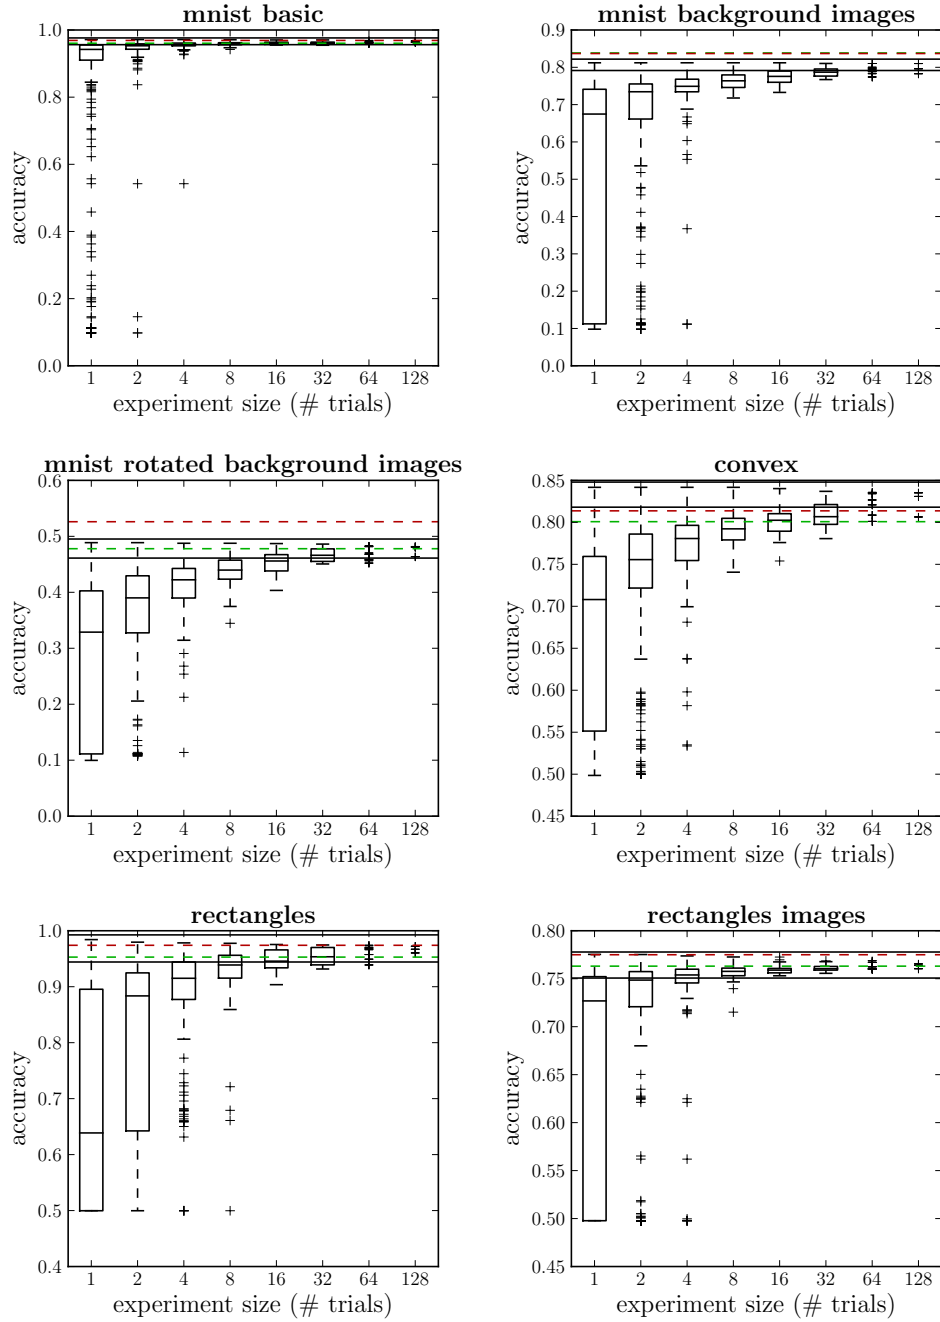 mnist basic
1.0
0.8
0.6
0.4
0.2
0.0
accuracy
1 2 4 8 16 32 64 128
experiment size (# trials)
mnist background images
0.9
0.8
0.7
0.6
0.5
0.4
0.3
0.2
0.1
0.0
accuracy
1 2 4 8 16 32 64 128
experiment size (# trials)
mnist rotated background images
0.6
0.5
0.4
0.3
0.2
0.1
0.0
accuracy
1 2 4 8 16 32 64 128
experiment size (# trials)
convex
0.85
0.80
0.75
0.70
0.65
0.60
0.55
0.50
0.45
accuracy
1 2 4 8 16 32 64 128
experiment size (# trials)
rectangles
1.0
0.9
0.8
0.7
0.6
0.5
0.4
accuracy
1 2 4 8 16 32 64 128
experiment size (# trials)
rectangles images
0.80
0.75
0.70
0.65
0.60
0.55
0.50
0.45
accuracy
1 2 4 8 16 32 64 128
experiment size (# trials)